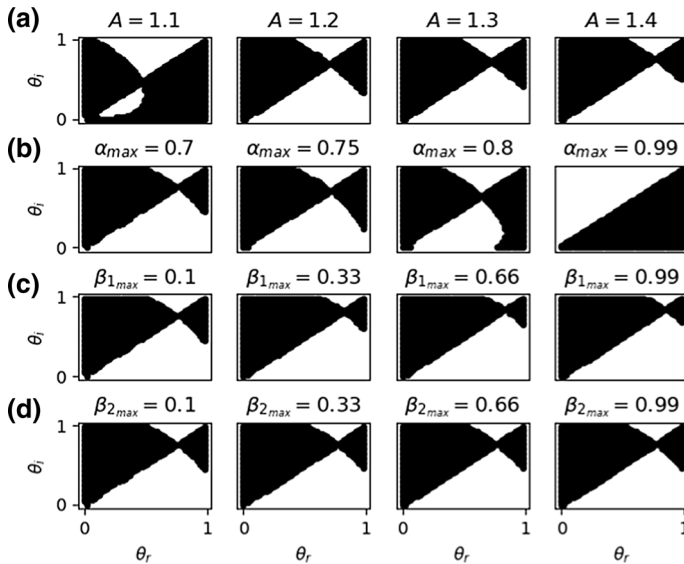 (a) A = 1.1 A = 1.2 A = 1.3 A = 1.4
1
θᵢ
0
(b) αₘₐₓ = 0.7 αₘₐₓ = 0.75 αₘₐₓ = 0.8 αₘₐₓ = 0.99
1
θᵢ
0
(c) β₁ₘₐₓ = 0.1 β₁ₘₐₓ = 0.33 β₁ₘₐₓ = 0.66 β₁ₘₐₓ = 0.99
1
θᵢ
0
(d) β₂ₘₐₓ = 0.1 β₂ₘₐₓ = 0.33 β₂ₘₐₓ = 0.66 β₂ₘₐₓ = 0.99
1
θᵢ
0
0 1 0 1 0 1 0 1
θᵣ θᵣ θᵣ θᵣ